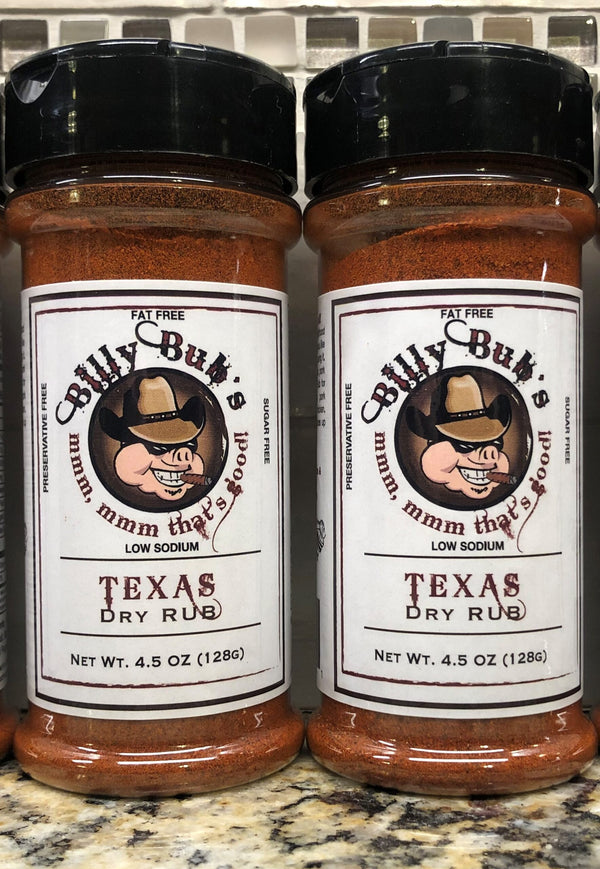 FAT FREE
Billy Bub's
PRESERVATIVE FREE
SUGAR FREE
mmm, mmm that's good!
LOW SODIUM
TEXAS
DRY RUB
NET WT. 4.5 OZ (128G)
FAT FREE
Billy Bub's
PRESERVATIVE FREE
SUGAR FREE
mmm, mmm that's good!
LOW SODIUM
TEXAS
DRY RUB
NET WT. 4.5 OZ (128G)